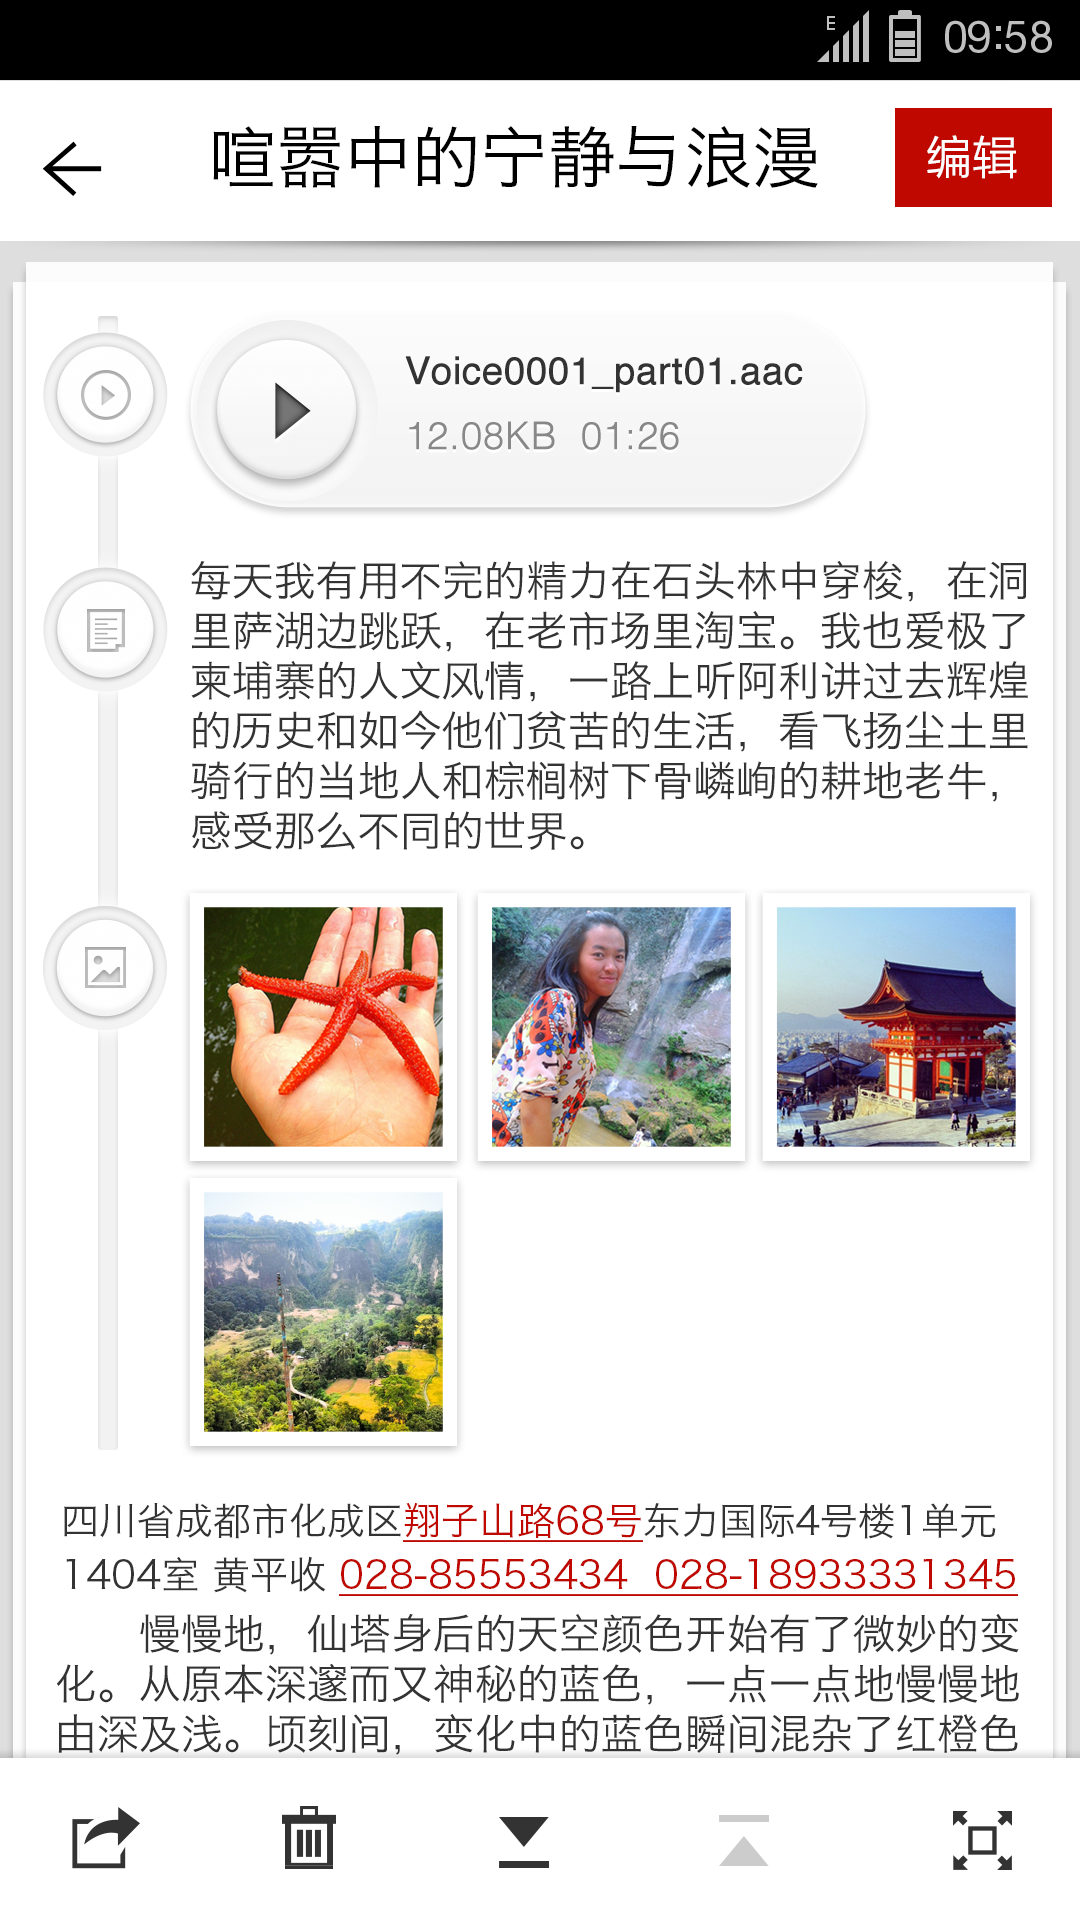 E 09:58
喧嚣中的宁静与浪漫
编辑
Voice0001_part01.aac
12.08KB 01:26
每天我有用不完的精力在石头林中穿梭，在洞
里萨湖边跳跃，在老市场里淘宝。我也爱极了
柬埔寨的人文风情，一路上听阿利讲过去辉煌
的历史和如今他们贫苦的生活，看飞扬尘土里
骑行的当地人和棕榈树下骨嶙峋的耕地老牛，
感受那么不同的世界。
四川省成都市化成区翔子山路68号东力国际4号楼1单元
1404室 黄平收 028-85553434 028-18933331345
慢慢地，仙塔身后的天空颜色开始有了微妙的变
化。从原本深邃而又神秘的蓝色，一点一点地慢慢地
由深及浅。顷刻间，变化中的蓝色瞬间混杂了红橙色